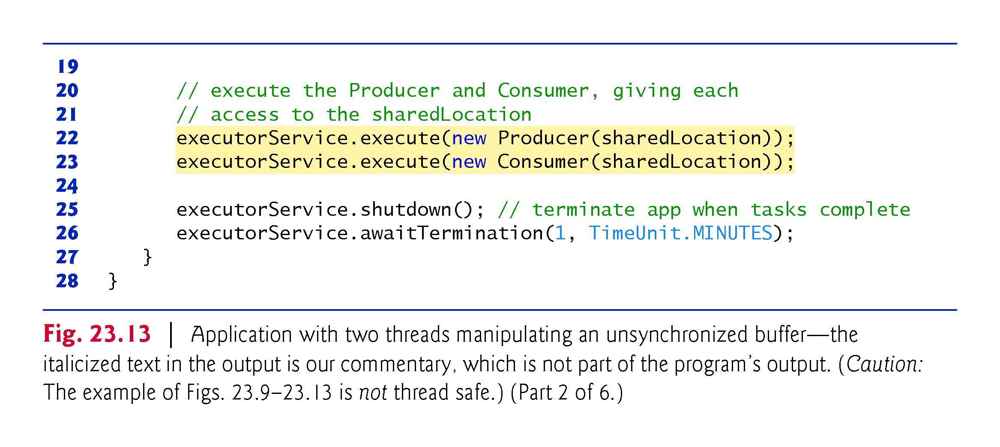 19
20 // execute the Producer and Consumer, giving each
21 // access to the sharedLocation
22 executorService.execute(new Producer(sharedLocation));
23 executorService.execute(new Consumer(sharedLocation));
24
25 executorService.shutdown(); // terminate app when tasks complete
26 executorService.awaitTermination(1, TimeUnit.MINUTES);
27 }
28 }
Fig. 23.13 | Application with two threads manipulating an unsynchronized buffer—the
italicized text in the output is our commentary, which is not part of the program’s output. (Caution:
The example of Figs. 23.9–23.13 is not thread safe.) (Part 2 of 6.)